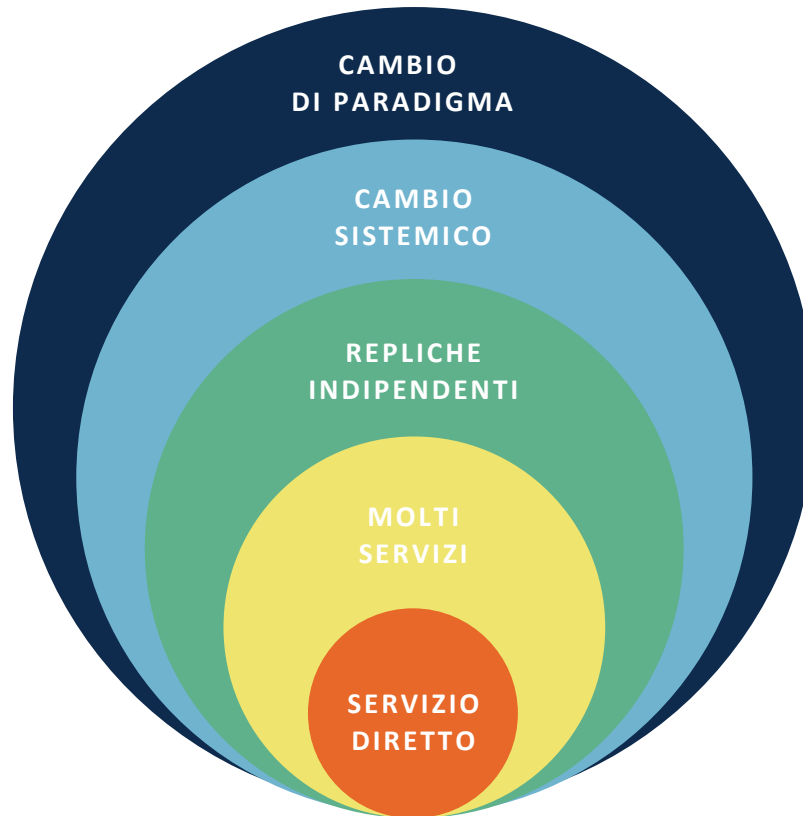 CAMBIO
DI PARADIGMA
CAMBIO
SISTEMICO
REPLICHE
INDIPENDENTI
MOLTI
SERVIZI
SERVIZIO
DIRETTO